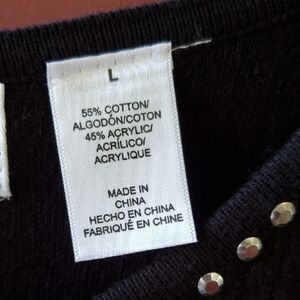 L
55% COTTON/
ALGODÓN/COTON
45% ACRYLIC/
ACRÍLICO/
ACRYLIQUE
MADE IN
CHINA
HECHO EN CHINA
FABRIQUÉ EN CHINE